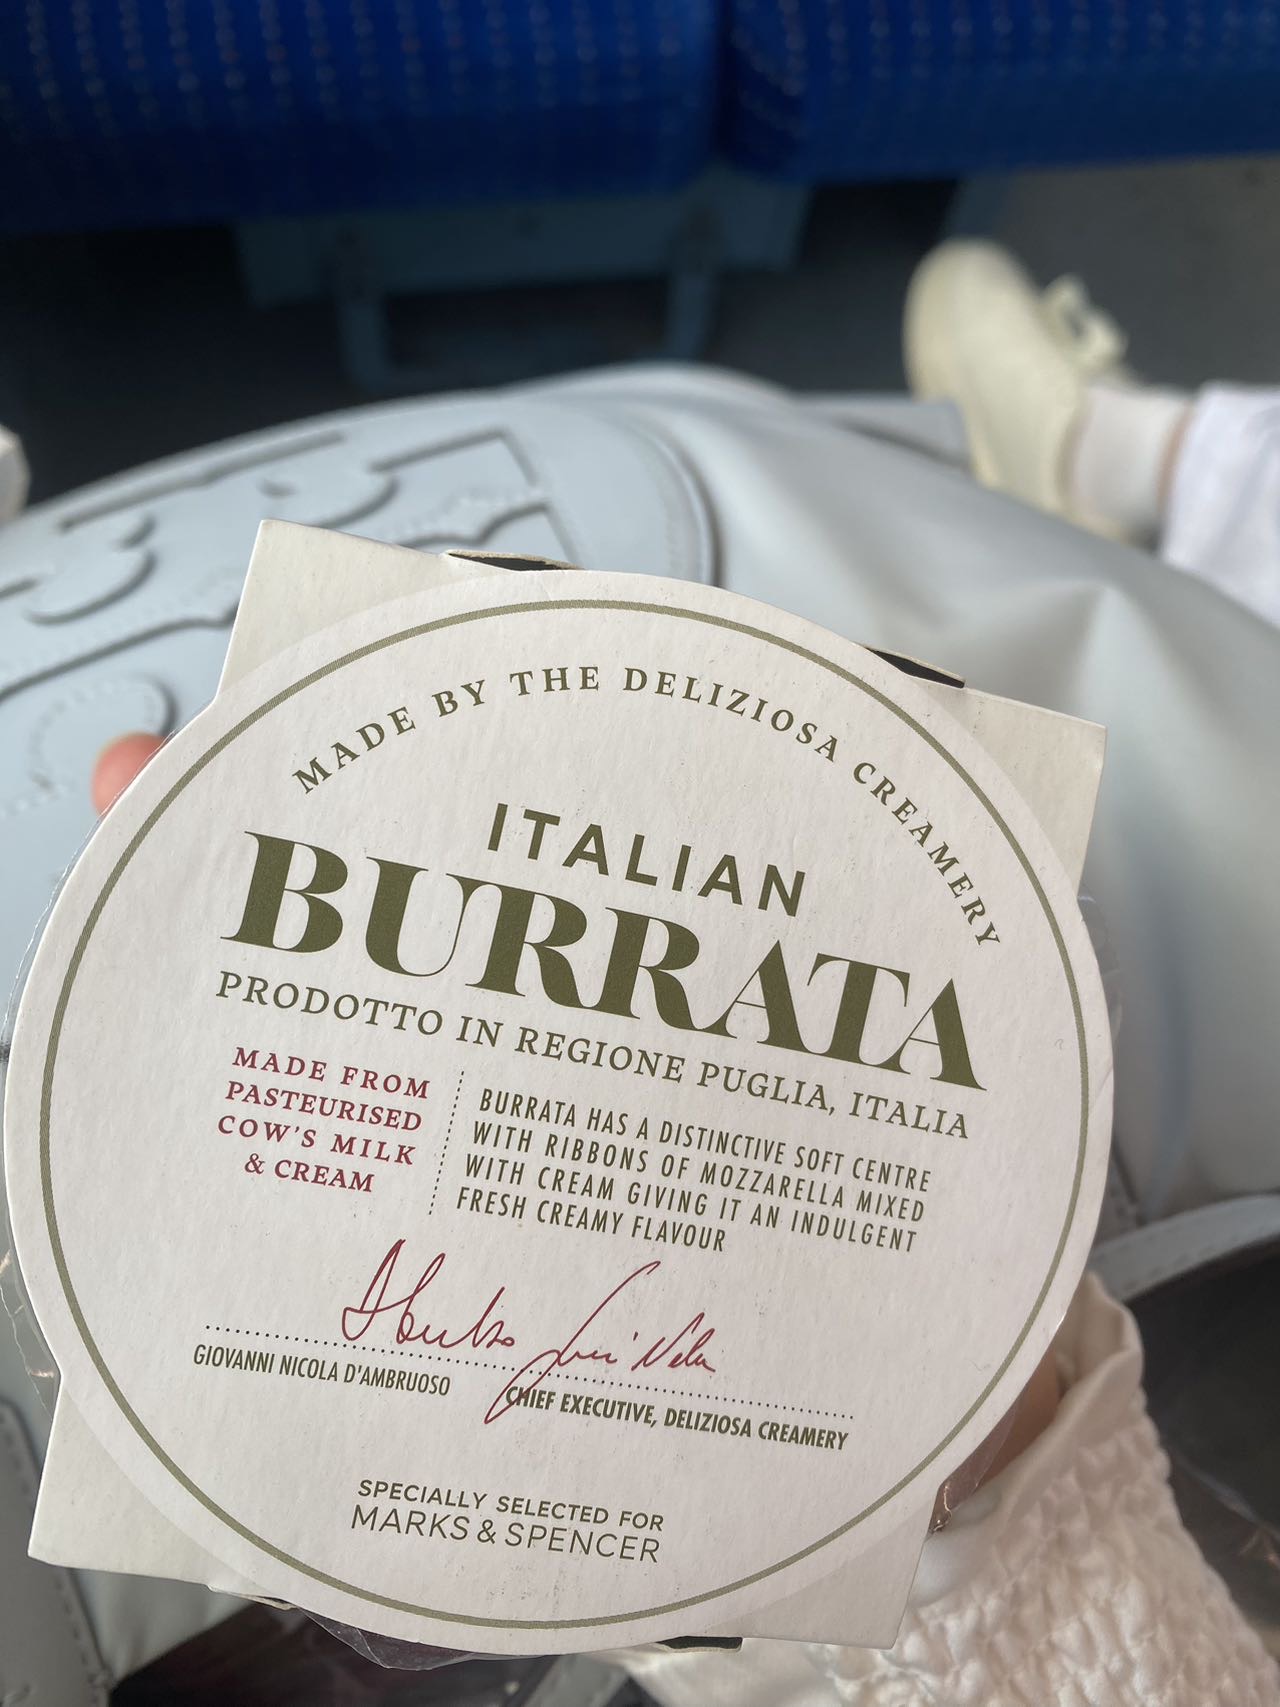 MADE BY THE DELIZIOSA CREAMERY
ITALIAN
BURRATA
PRODOTTO IN REGIONE PUGLIA, ITALIA
MADE FROM
PASTEURISED
COW'S MILK
& CREAM
BURRATA HAS A DISTINCTIVE SOFT CENTRE
WITH RIBBONS OF MOZZARELLA MIXED
WITH CREAM GIVING IT AN INDULGENT
FRESH CREAMY FLAVOUR
GIOVANNI NICOLA D'AMBRUOSO
CHIEF EXECUTIVE, DELIZIOSA CREAMERY
SPECIALLY SELECTED FOR
MARKS & SPENCER